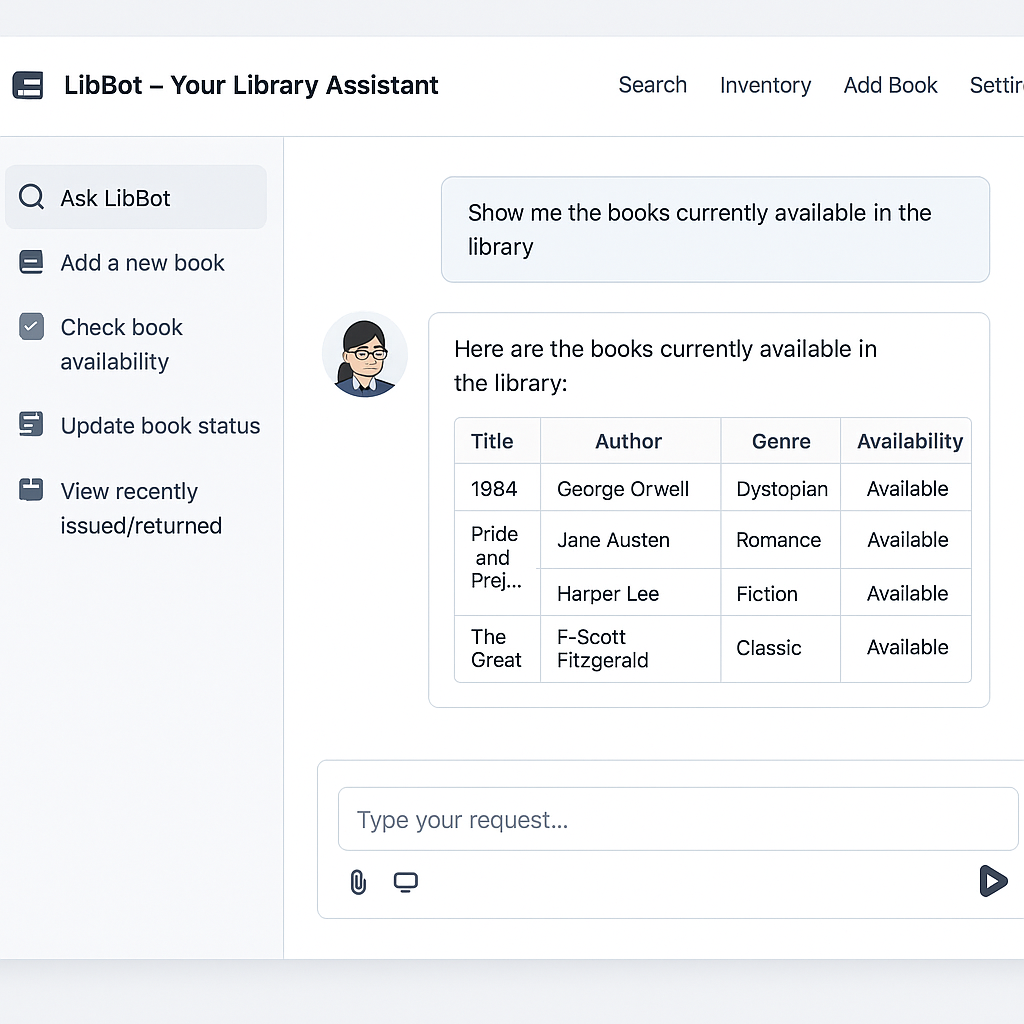 LibBot – Your Library Assistant
Search Inventory Add Book Settin
Ask LibBot
Add a new book
Check book
availability
Update book status
View recently
issued/returned
Show me the books currently available in the
library
Here are the books currently available in
the library:
Title Author Genre Availability
1984 George Orwell Dystopian Available
Pride
and
Prej...
Jane Austen Romance Available
Harper Lee Fiction Available
The
Great
F-Scott
Fitzgerald
Classic Available
Type your request...